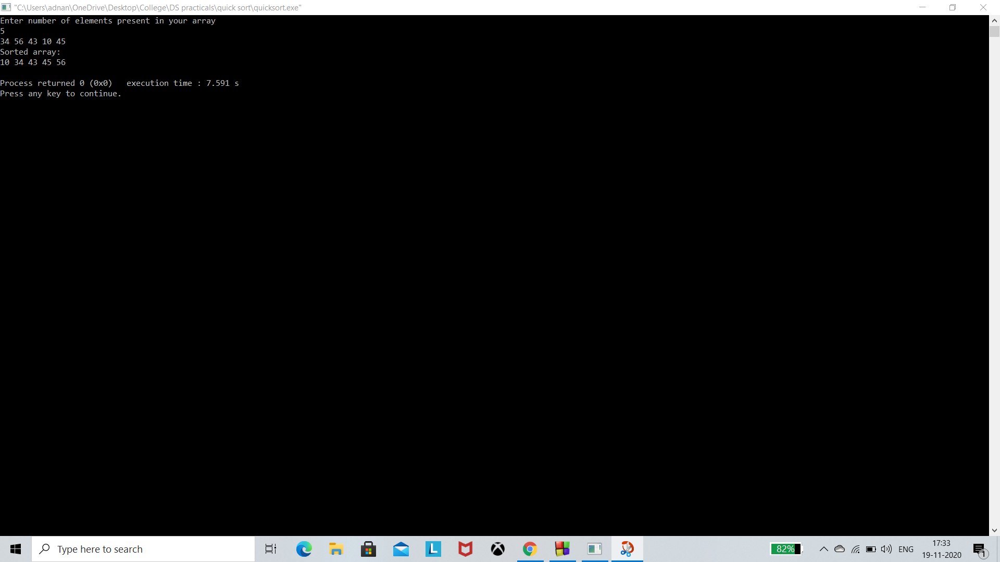 "C:\Users\adnan\OneDrive\Desktop\College\DS practicals\quick sort\quicksort.exe"
Enter number of elements present in your array
5
34 56 43 10 45
Sorted array:
10 34 43 45 56
Process returned 0 (0x0)   execution time : 7.591 s
Press any key to continue.
Type here to search
L
82%
ENG
17:33
19-11-2020
1